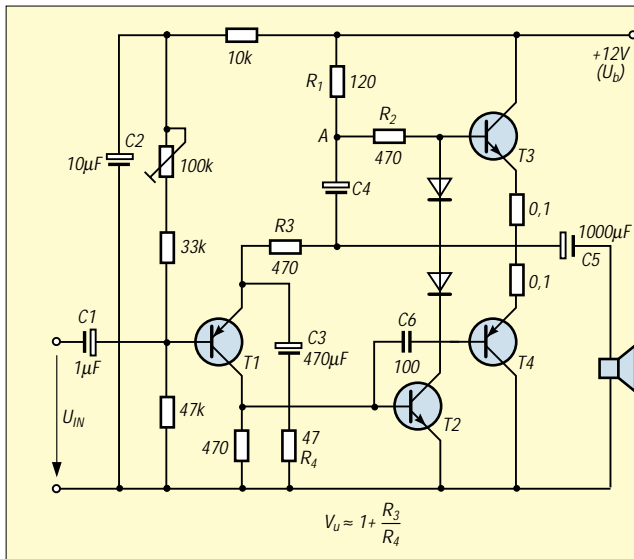 10k
+12V
(U_b)
R_1
120
C2
10µF
100k
A
R_2
470
T3
C4
0,1
1000µF
C5
R3
470
33k
0,1
C6
100
C1
1µF
T1
C3
470µF
T4
T2
U_IN
47k
470
47
R_4
V_u ≈ 1+ R_3/R_4